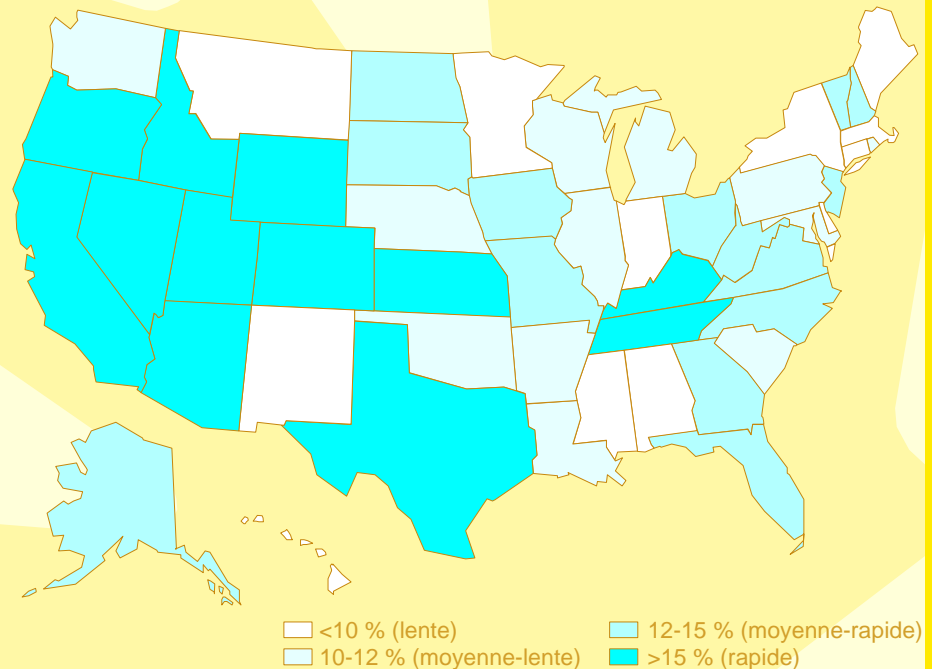 <10 % (lente)
10-12 % (moyenne-lente)
12-15 % (moyenne-rapide)
>15 % (rapide)